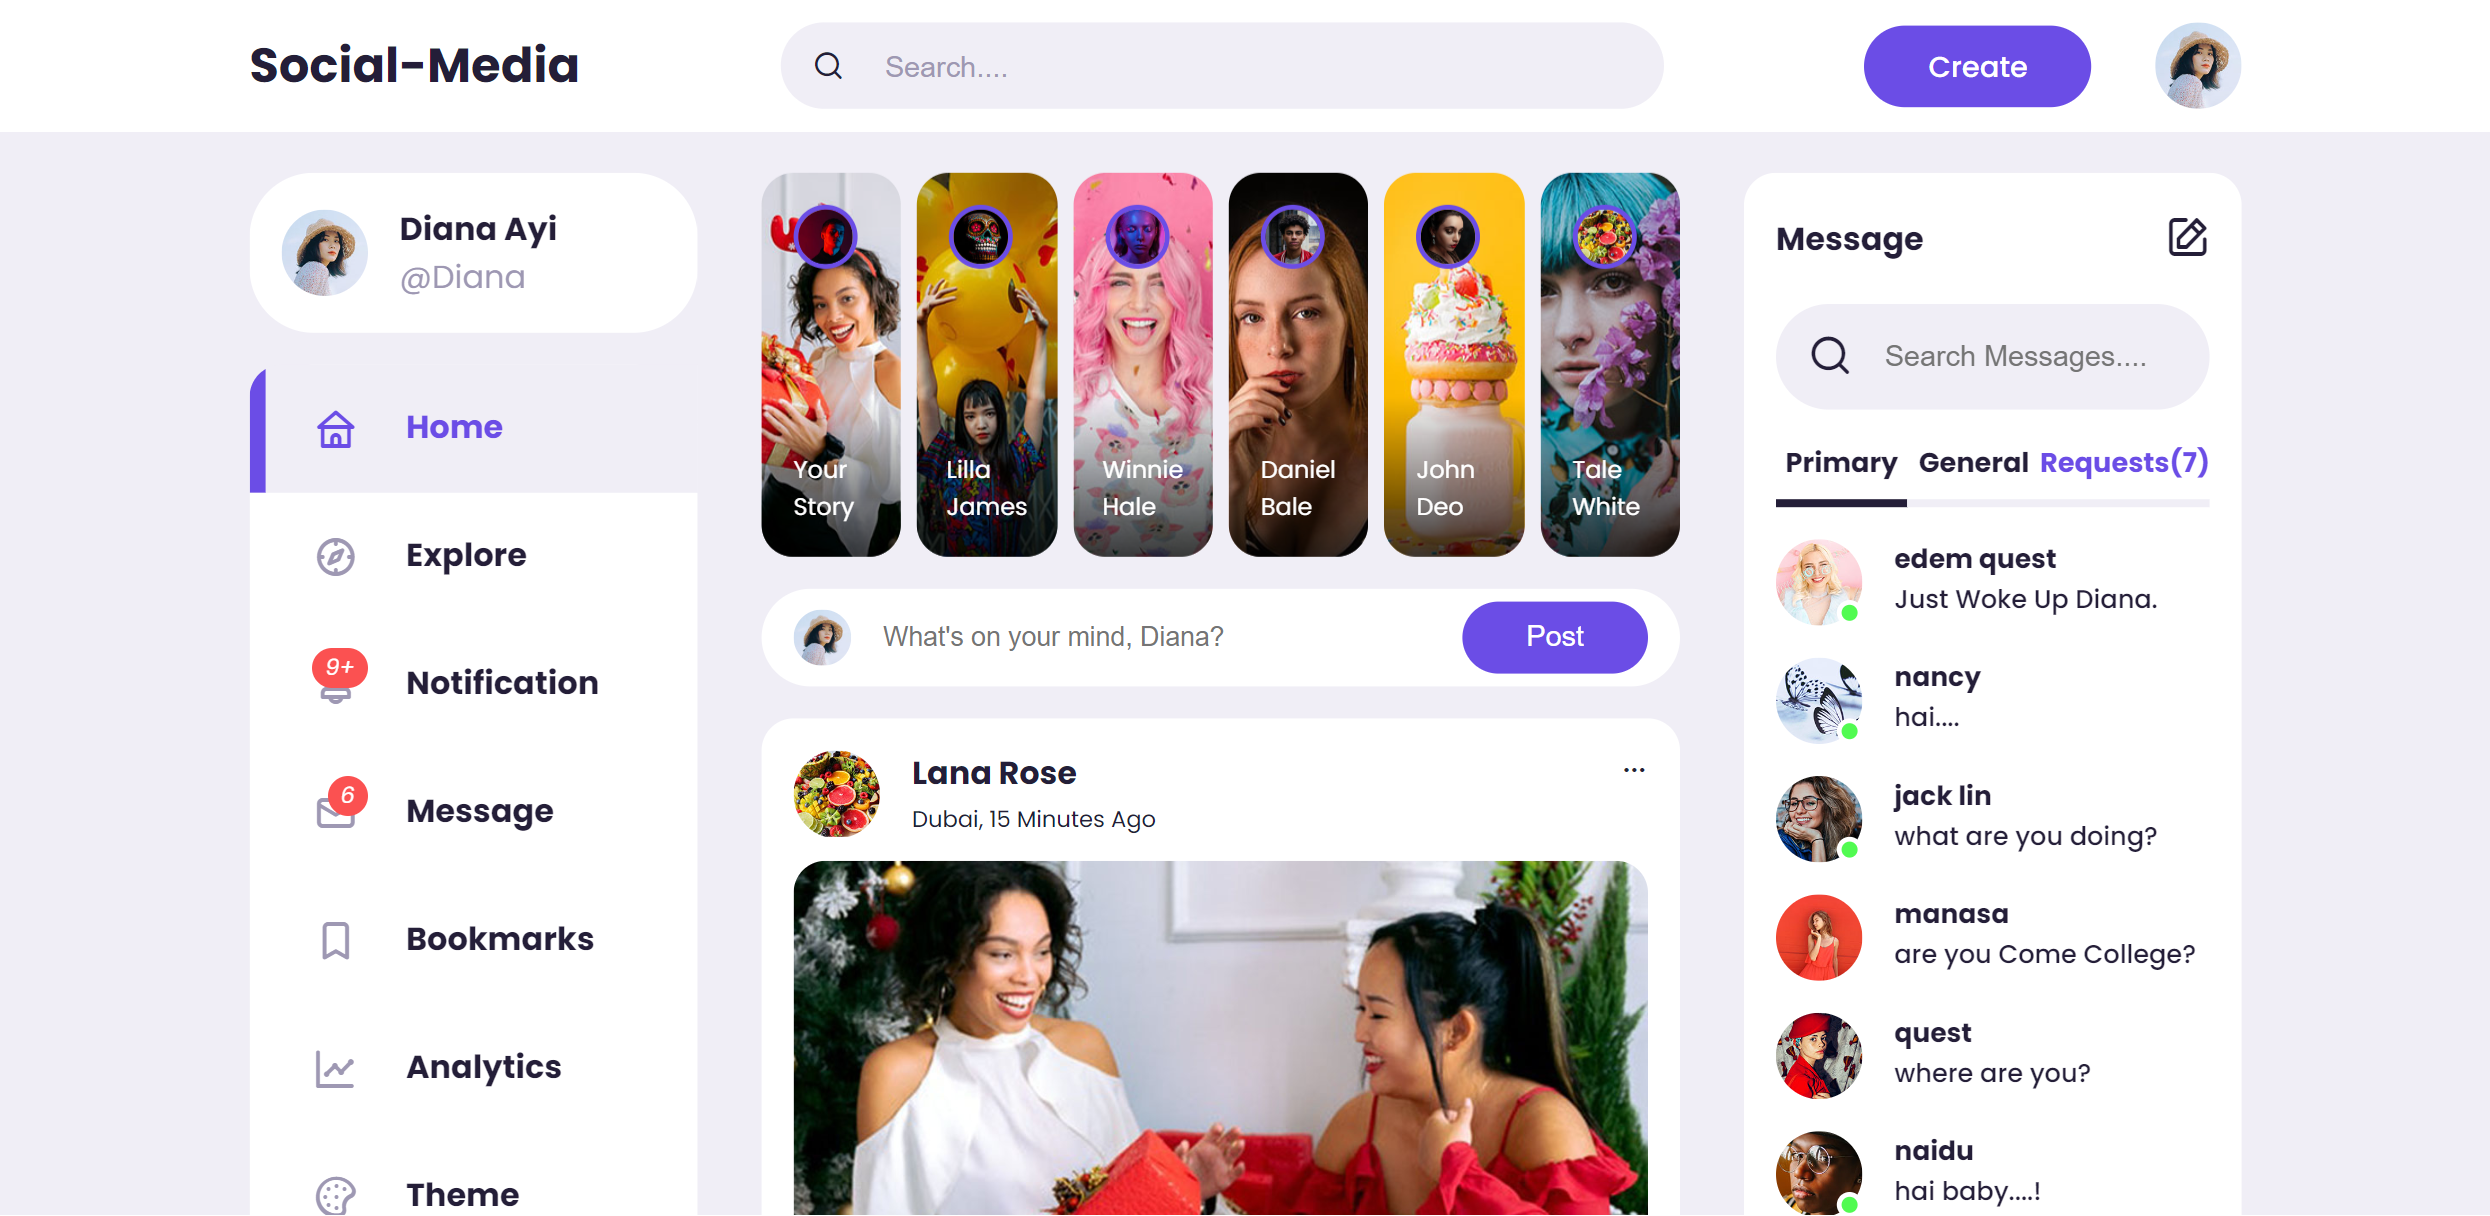 Social-Media
Search....
Create
Diana Ayi
@Diana
Home
Explore
9+
Notification
6
Message
Bookmarks
Analytics
Theme
Your
Story
Lilla
James
Winnie
Hale
Daniel
Bale
John
Deo
Tale
White
What's on your mind, Diana?
Post
Lana Rose
...
Dubai, 15 Minutes Ago
Message
Search Messages....
Primary General Requests(7)
edem quest
Just Woke Up Diana.
nancy
hai....
jack lin
what are you doing?
manasa
are you Come College?
quest
where are you?
naidu
hai baby....!